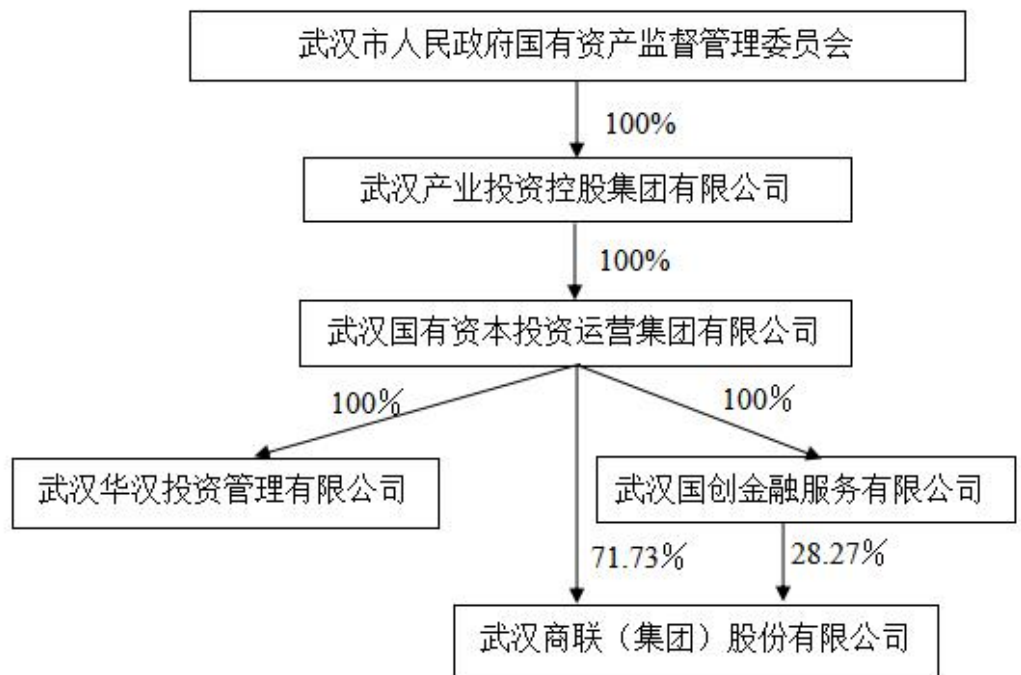 武汉市人民政府国有资产监督管理委员会
100%
武汉产业投资控股集团有限公司
100%
武汉国有资本投资运营集团有限公司
100%
100%
武汉华汉投资管理有限公司
武汉国创金融服务有限公司
71.73%
28.27%
武汉商联（集团）股份有限公司